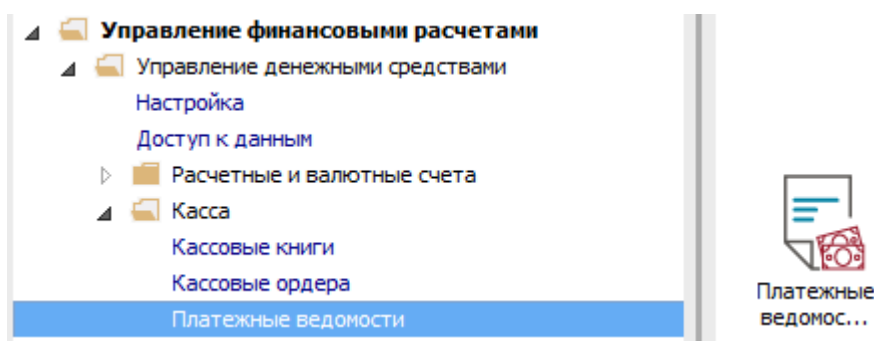 Управление финансовыми расчетами
Управление денежными средствами
Настройка
Доступ к данным
Расчетные и валютные счета
Касса
Кассовые книги
Кассовые ордера
Платежные ведомости
Платежные
ведомос...